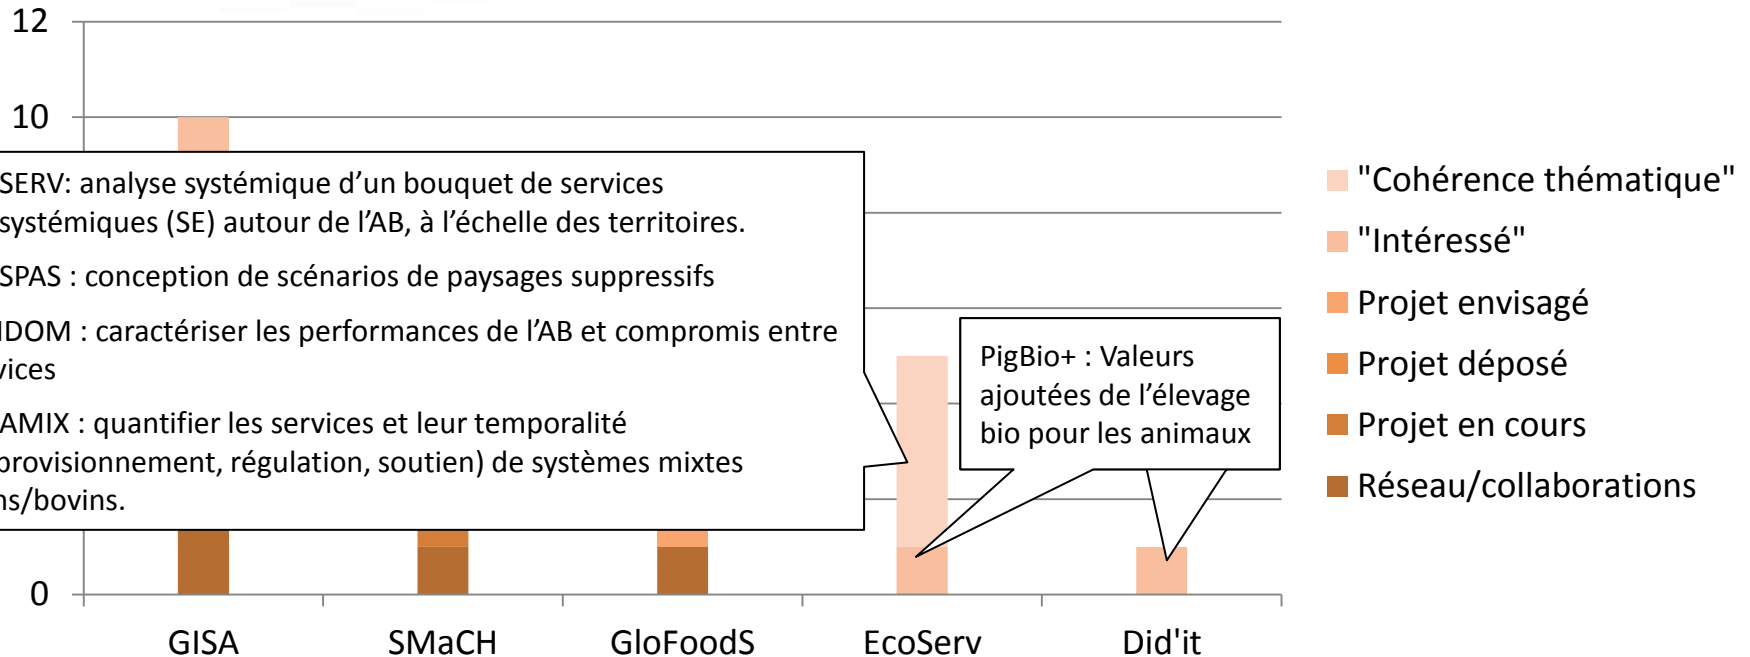 12
10
SERV: analyse systémique d’un bouquet de services
systémiques (SE) autour de l’AB, à l’échelle des territoires.
SPAS : conception de scénarios de paysages suppressifs
IDOM : caractériser les performances de l’AB et compromis entre
vices
AMIX : quantifier les services et leur temporalité
provisionnement, régulation, soutien) de systèmes mixtes
ns/bovins.
PigBio+ : Valeurs
ajoutées de l’élevage
bio pour les animaux
0
GISA
SMaCH
GloFoodS
EcoServ
Did'it
"Cohérence thématique"
"Intéressé"
Projet envisagé
Projet déposé
Projet en cours
Réseau/collaborations